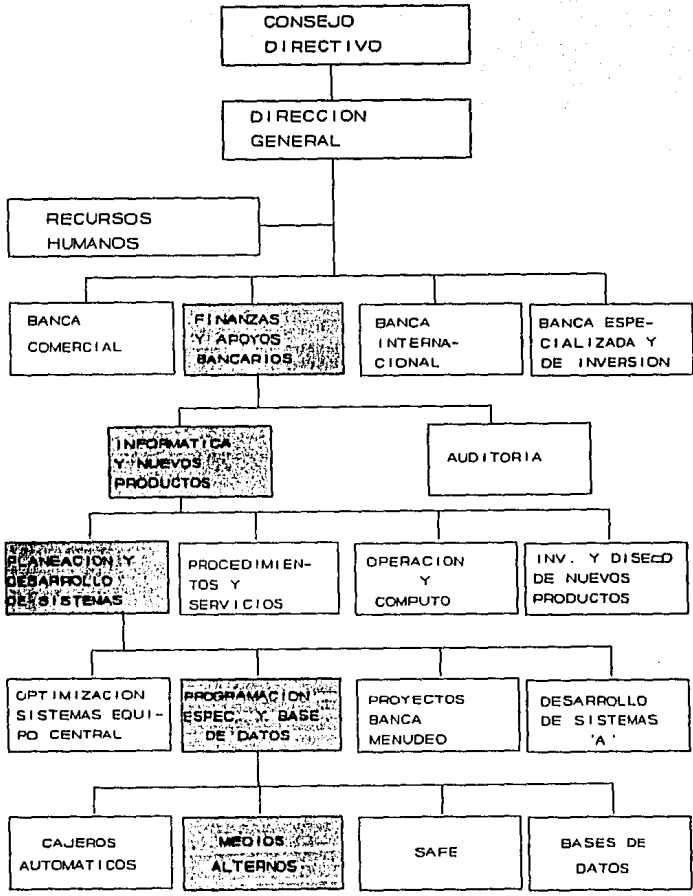 CONSEJO
DIRECTIVO
DIRECCION
GENERAL
RECURSOS
HUMANOS
BANCA
COMERCIAL
FINANZAS
Y APOYOS
BANCARIOS
BANCA
INTERNA-
CIONAL
BANCA ESPE-
CIALIZADA Y
DE INVERSION
INFORMATICA
Y NUEVOS
PRODUCTOS
AUDITORIA
PLANEACION Y
DESARROLLO
DE SISTEMAS
PROCEDIMIEN-
TOS Y
SERVICIOS
OPERACION
Y
COMPUTO
INV. Y DISEÑO
DE NUEVOS
PRODUCTOS
OPTIMIZACION
SISTEMAS EQUI-
PO CENTRAL
PROGRAMACION
ESPEC. Y BASE
DE DATOS
PROYECTOS
BANCA
MENUDEO
DESARROLLO
DE SISTEMAS
'A'
CAJEROS
AUTOMATICOS
MEDIOS
ALTERNOS
SAFE
BASES DE
DATOS